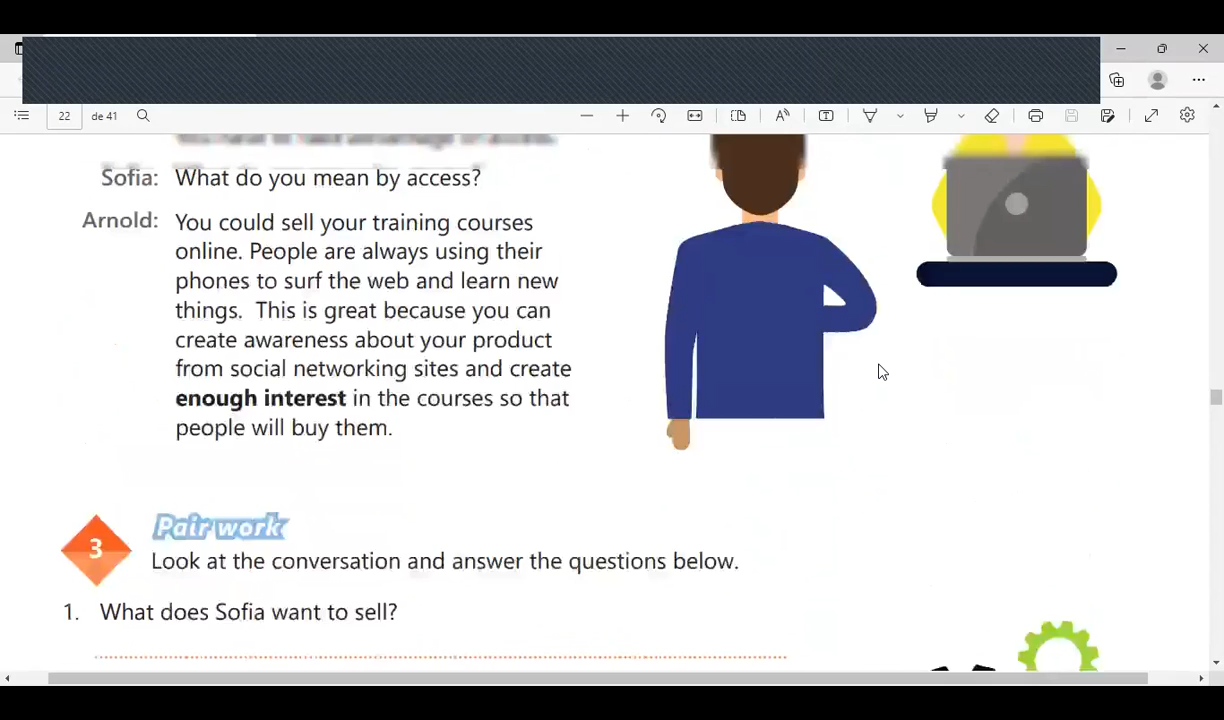 22 de 41
Sofia: What do you mean by access?
Arnold: You could sell your training courses
online. People are always using their
phones to surf the web and learn new
things. This is great because you can
create awareness about your product
from social networking sites and create
enough interest in the courses so that
people will buy them.
3 Pair work
Look at the conversation and answer the questions below.
1. What does Sofia want to sell?